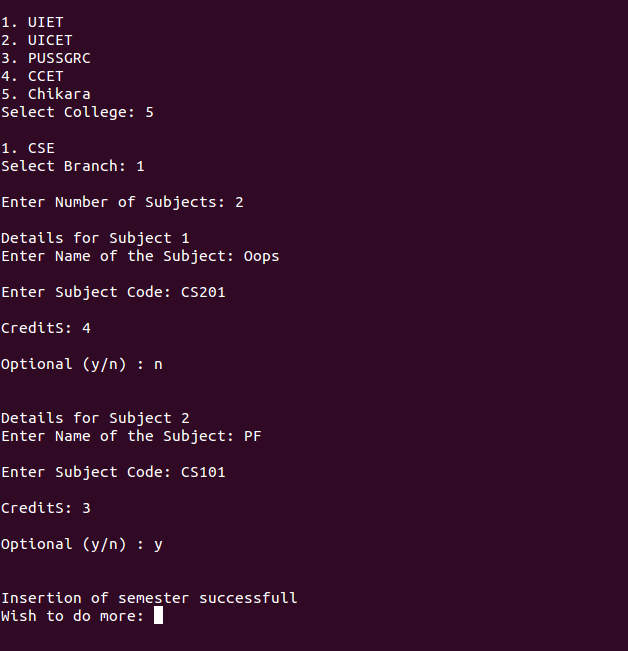 1. UIET
2. UICET
3. PUSSGRC
4. CCET
5. Chikara
Select College: 5
1. CSE
Select Branch: 1
Enter Number of Subjects: 2
Details for Subject 1
Enter Name of the Subject: Oops
Enter Subject Code: CS201
CreditS: 4
Optional (y/n) : n
Details for Subject 2
Enter Name of the Subject: PF
Enter Subject Code: CS101
CreditS: 3
Optional (y/n) : y
Insertion of semester successfull
Wish to do more: